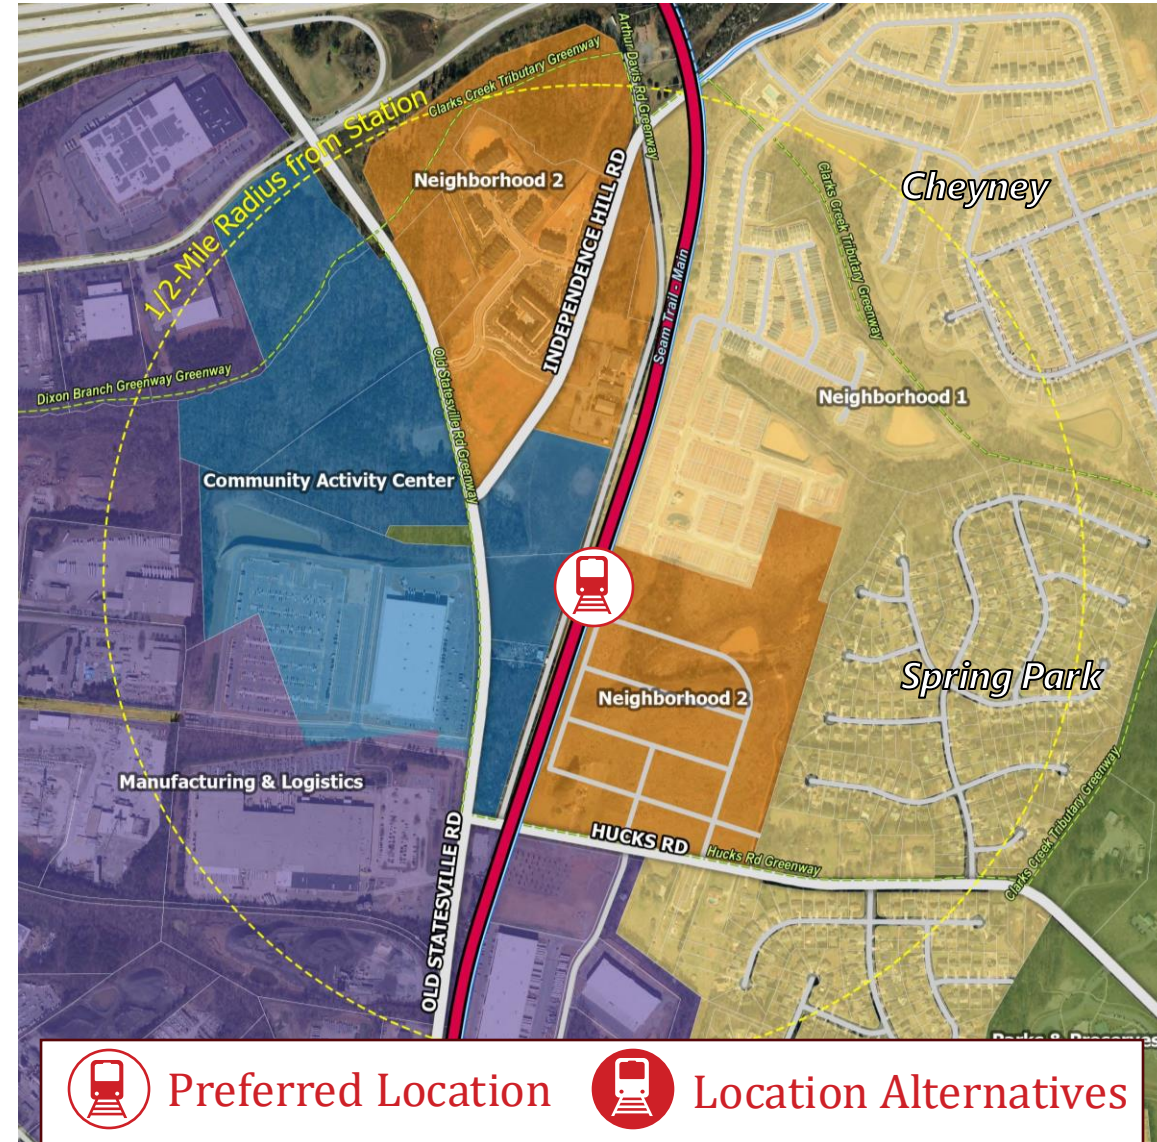 Clarks Creek Tributary Greenway
Arthur Davis Rd Greenway
1/2-Mile Radius from Station
Neighborhood 2
INDEPENDENCE HILL RD
Clarks Creek Tributary Greenway
Cheyney
Seam Trail - Main
Dixon Branch Greenway Greenway
Old Statesville Rd Greenway
Neighborhood 1
Community Activity Center
Spring Park
Neighborhood 2
Manufacturing & Logistics
OLD STATESVILLE RD
HUCKS RD
Hucks Rd Greenway
Clarks Creek Tributary Greenway
Parks & Preserves
Preferred Location
Location Alternatives